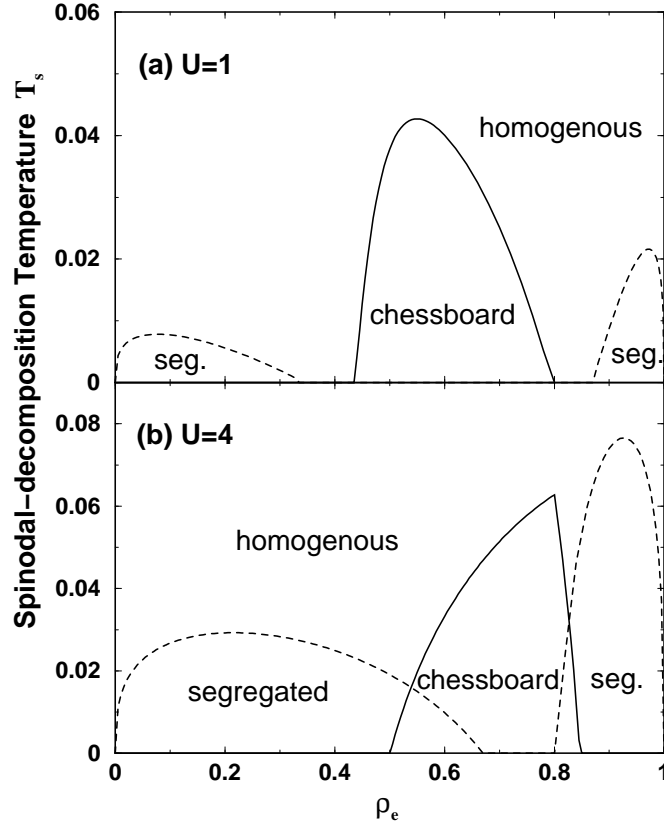 Spinodal−decomposition Temperature Tₛ
0.06
(a) U=1
homogenous
0.04
0.02
chessboard
seg.
seg.
0
0.08
(b) U=4
0.06
homogenous
0.04
0.02
segregated
chessboard
seg.
0
0 0.2 0.4 0.6 0.8 1
ρₑ